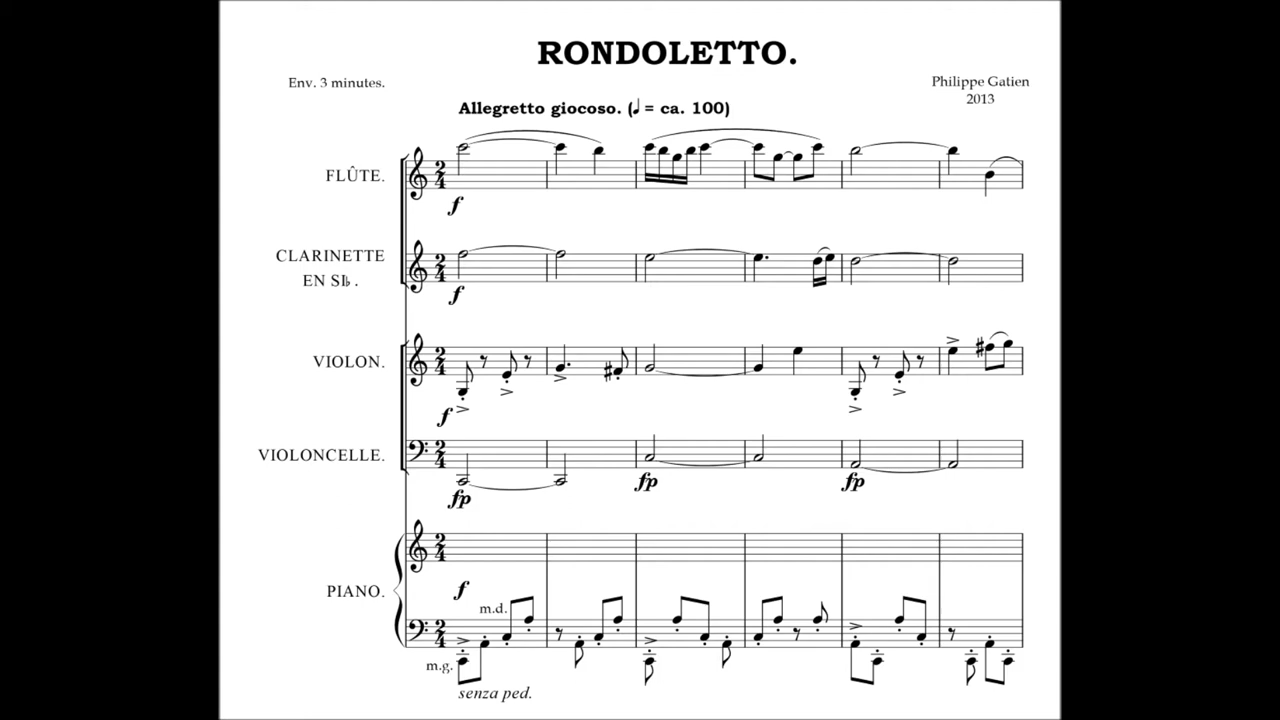 RONDOLETTO.
Env. 3 minutes.
Philippe Gatien
2013
Allegretto giocoso. (♩ = ca. 100)
FLÛTE.
f
CLARINETTE
EN SI♭.
f
VIOLON.
f
VIOLONCELLE.
fp fp fp
PIANO.
f
m.d.
m.g.
senza ped.